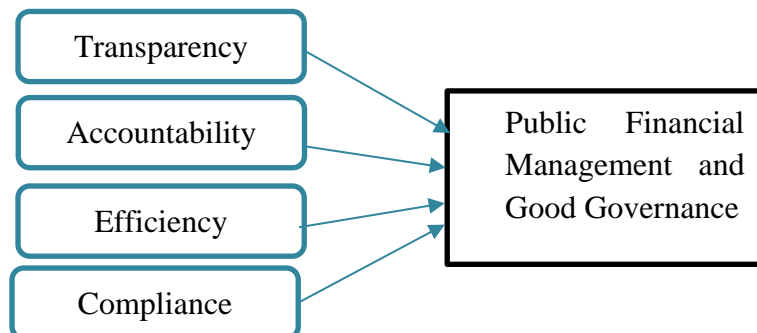 Transparency
Accountability
Efficiency
Compliance
Public Financial
Management and
Good Governance